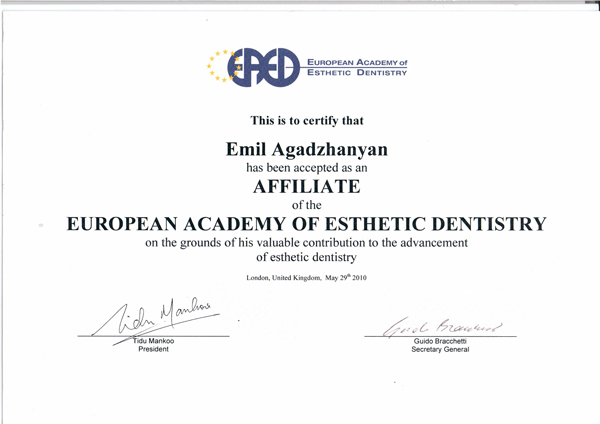 EAED
EUROPEAN ACADEMY of
ESTHETIC DENTISTRY
This is to certify that
Emil Agadzhanyan
has been accepted as an
AFFILIATE
of the
EUROPEAN ACADEMY OF ESTHETIC DENTISTRY
on the grounds of his valuable contribution to the advancement
of esthetic dentistry
London, United Kingdom, May 29th 2010
Tidu Mankoo
Guido Bracchetti
Tidu Mankoo
President
Guido Bracchetti
Secretary General